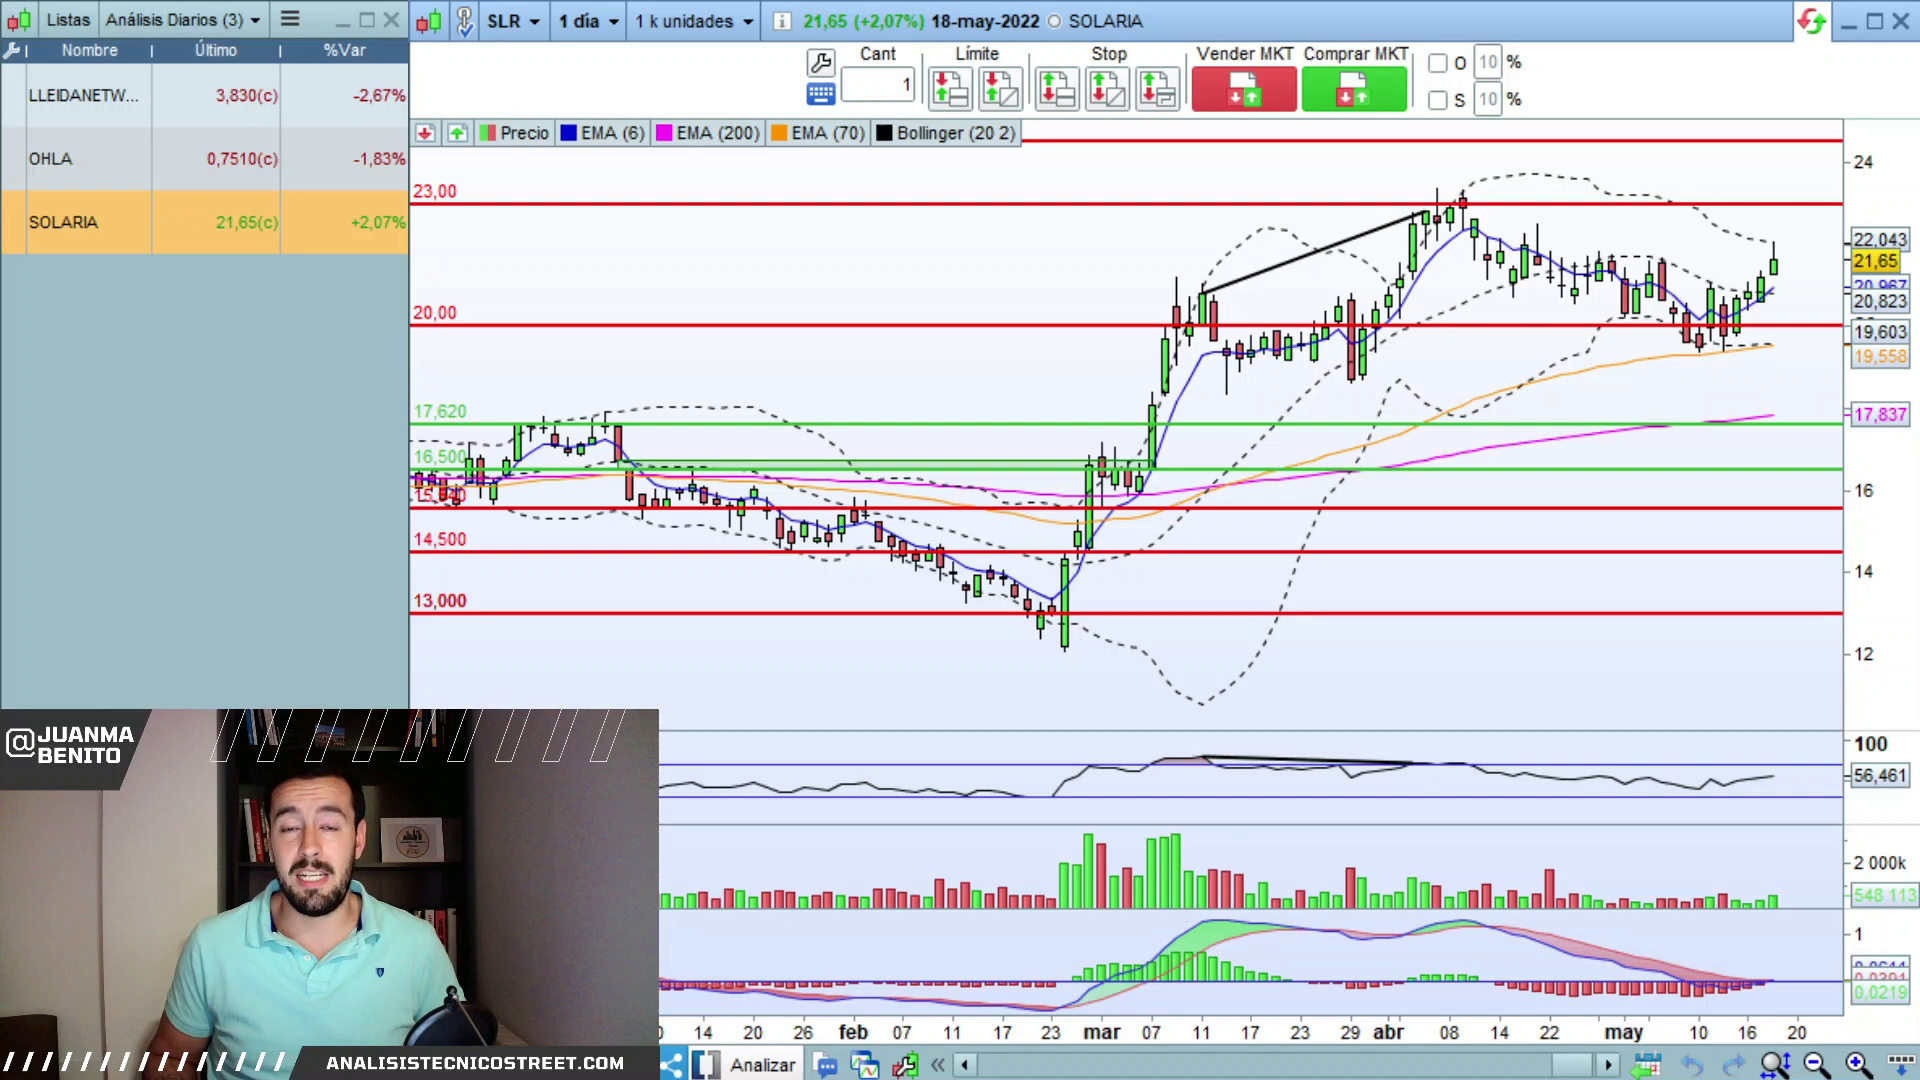 Listas
Análisis Diarios (3)
SLR
1 día
1 k unidades
21,65 (+2,07%) 18-may-2022
SOLARIA
Nombre
Último
%Var
LLEIDANETW...
3,830(c)
-2,67%
OHLA
0,7510(c)
-1,83%
SOLARIA
21,65(c)
+2,07%
Cant
Límite
Stop
Vender MKT
Comprar MKT
1
O
10
%
S
10
%
Precio
EMA (6)
EMA (200)
EMA (70)
Bollinger (20 2)
24
23,00
22,043
21,65
20,967
20,823
20,00
19,603
19,558
17,620
17,837
16,500
16
14,500
14
13,000
12
100
56,461
2 000k
548 113
1
0,0219
14
20
26
feb
07
11
17
23
mar
07
11
17
23
29
abr
08
14
22
may
10
16
20
Analizar
@JUANMA
BENITO
ANALISISTECNICOSTREET.COM